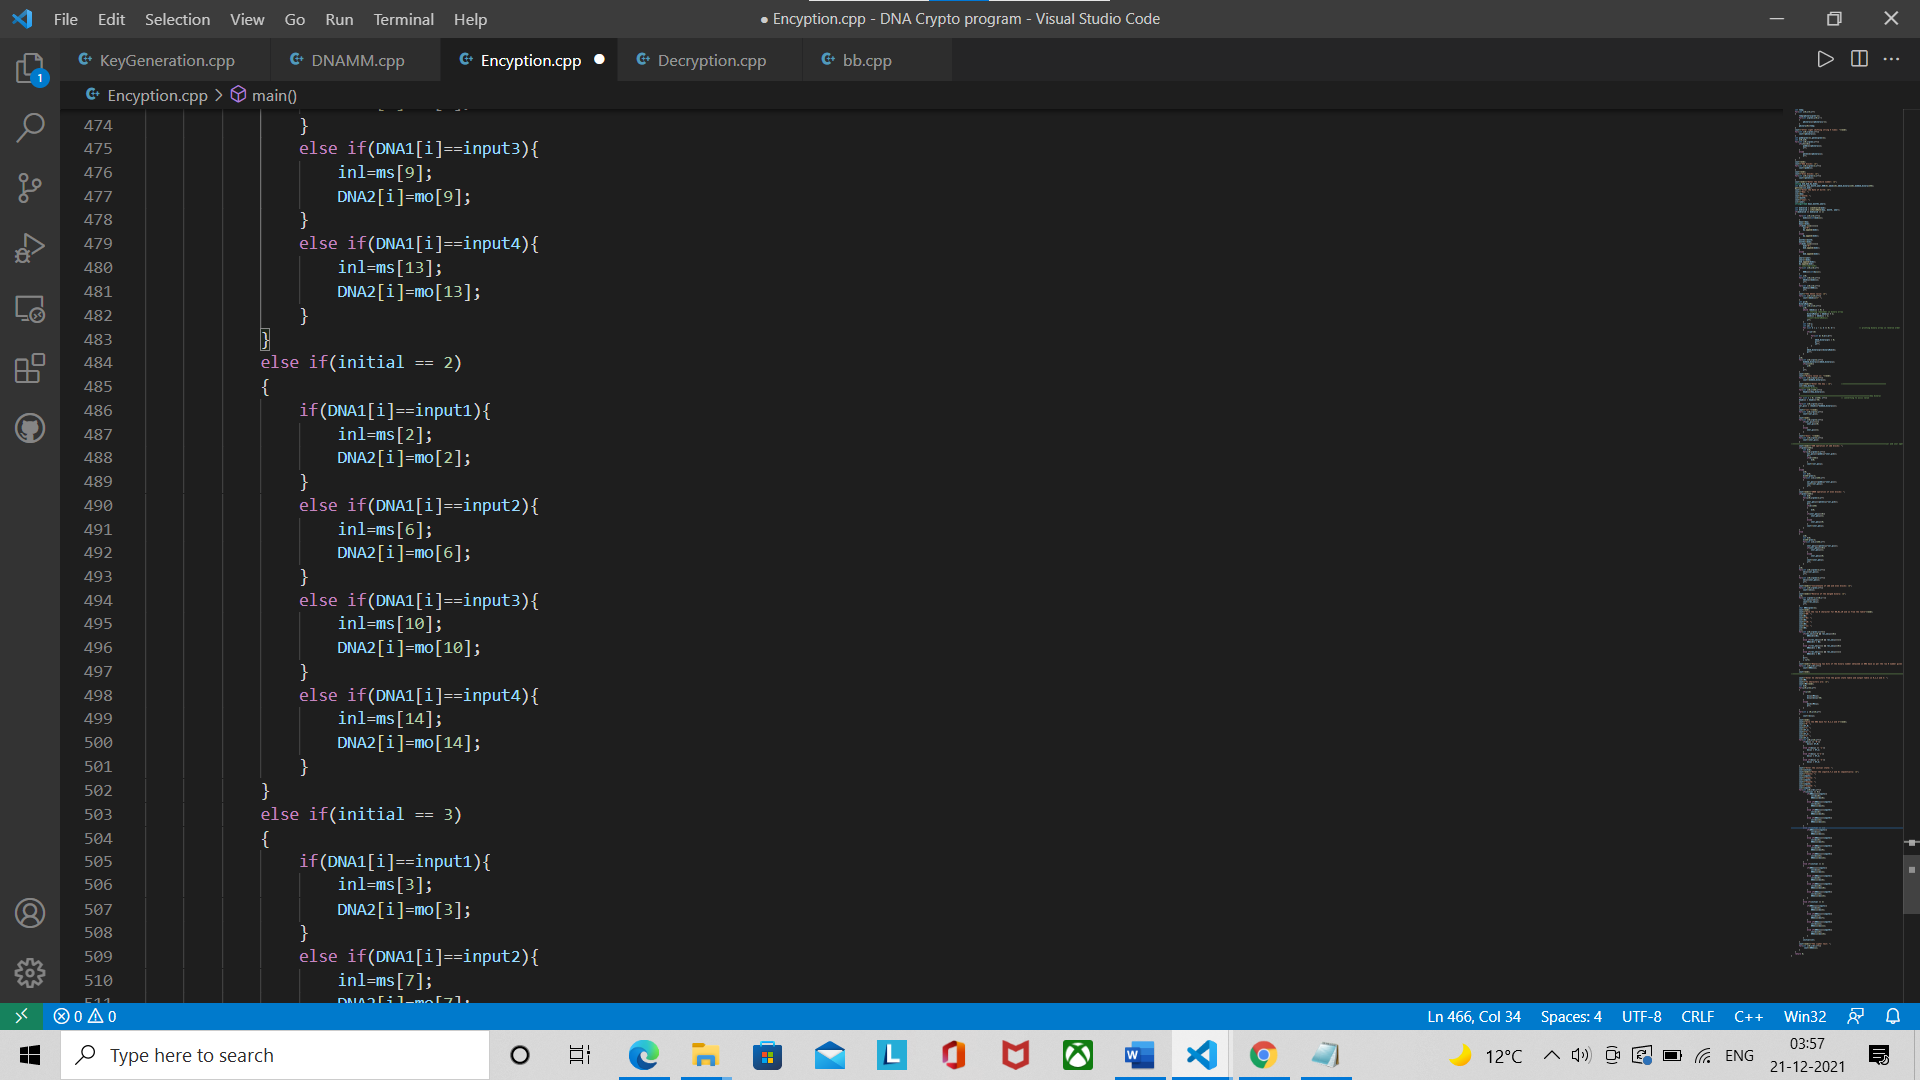 File Edit Selection View Go Run Terminal Help
● Encyption.cpp - DNA Crypto program - Visual Studio Code
KeyGeneration.cpp DNAMM.cpp Encyption.cpp Decryption.cpp bb.cpp
Encyption.cpp > main()
474 }
475 else if(DNA1[i]==input3){
476 inl=ms[9];
477 DNA2[i]=mo[9];
478 }
479 else if(DNA1[i]==input4){
480 inl=ms[13];
481 DNA2[i]=mo[13];
482 }
483 }
484 else if(initial == 2)
485 {
486 if(DNA1[i]==input1){
487 inl=ms[2];
488 DNA2[i]=mo[2];
489 }
490 else if(DNA1[i]==input2){
491 inl=ms[6];
492 DNA2[i]=mo[6];
493 }
494 else if(DNA1[i]==input3){
495 inl=ms[10];
496 DNA2[i]=mo[10];
497 }
498 else if(DNA1[i]==input4){
499 inl=ms[14];
500 DNA2[i]=mo[14];
501 }
502 }
503 else if(initial == 3)
504 {
505 if(DNA1[i]==input1){
506 inl=ms[3];
507 DNA2[i]=mo[3];
508 }
509 else if(DNA1[i]==input2){
510 inl=ms[7];
511 DNA2[i]=mo[7];
1
0 0
Ln 466, Col 34 Spaces: 4 UTF-8 CRLF C++ Win32
Type here to search
12°C ENG
03:57
21-12-2021